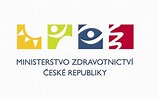 MINISTERSTVO ZDRAVOTNICTVÍ
ČESKÉ REPUBLIKY